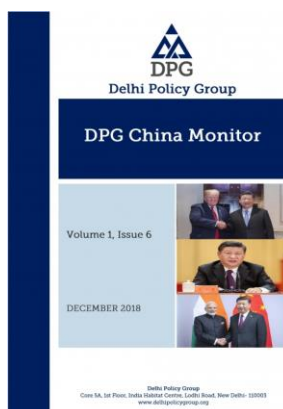 DPG
Delhi Policy Group
DPG China Monitor
Volume 1, Issue 6
DECEMBER 2018
Delhi Policy Group
Core 5A, 1st Floor, India Habitat Centre, Lodhi Road, New Delhi- 110003
www.delhipolicygroup.org